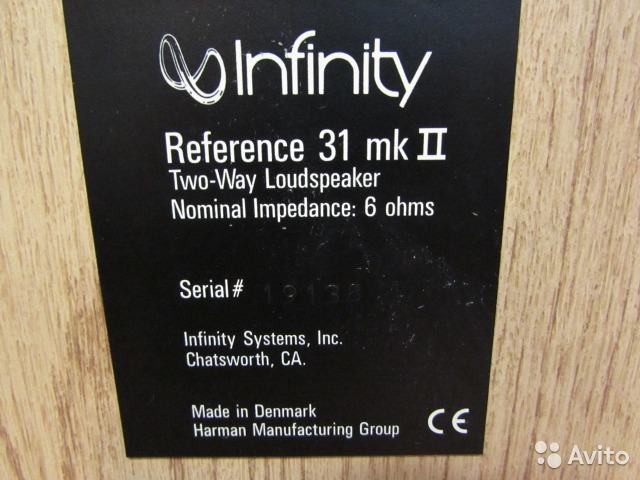 Infinity
Reference 31 mk II
Two-Way Loudspeaker
Nominal Impedance: 6 ohms
Serial # 19138
Infinity Systems, Inc.
Chatsworth, CA.
Made in Denmark
Harman Manufacturing Group
CE
Avito